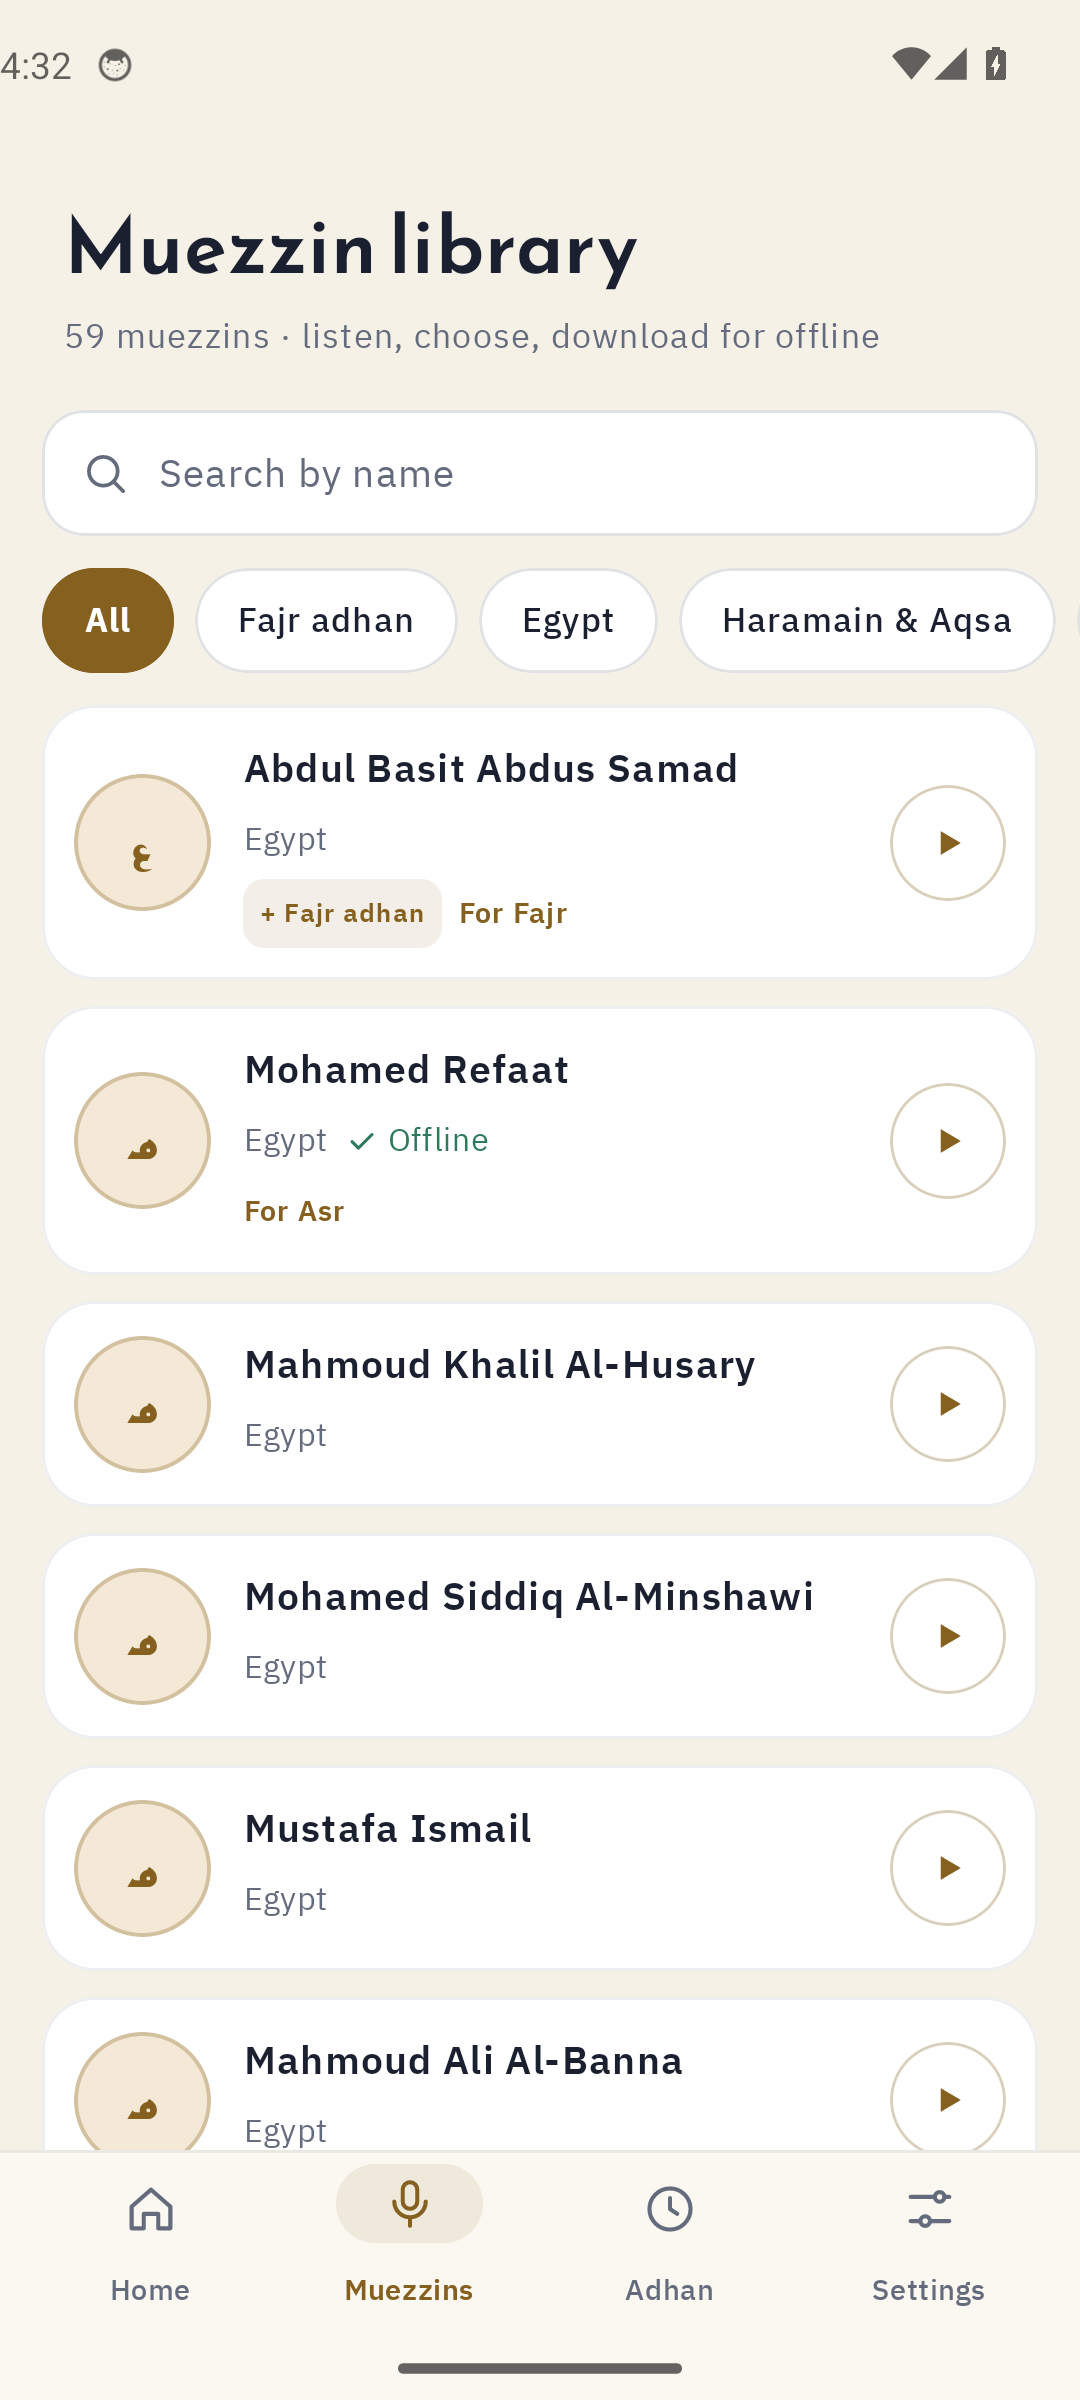 4:32
Muezzin library
59 muezzins · listen, choose, download for offline
Search by name
All
Fajr adhan
Egypt
Haramain & Aqsa
ع
Abdul Basit Abdus Samad
Egypt
+ Fajr adhan For Fajr
م
Mohamed Refaat
Egypt ✓ Offline
For Asr
م
Mahmoud Khalil Al-Husary
Egypt
م
Mohamed Siddiq Al-Minshawi
Egypt
م
Mustafa Ismail
Egypt
م
Mahmoud Ali Al-Banna
Egypt
Home
Muezzins
Adhan
Settings